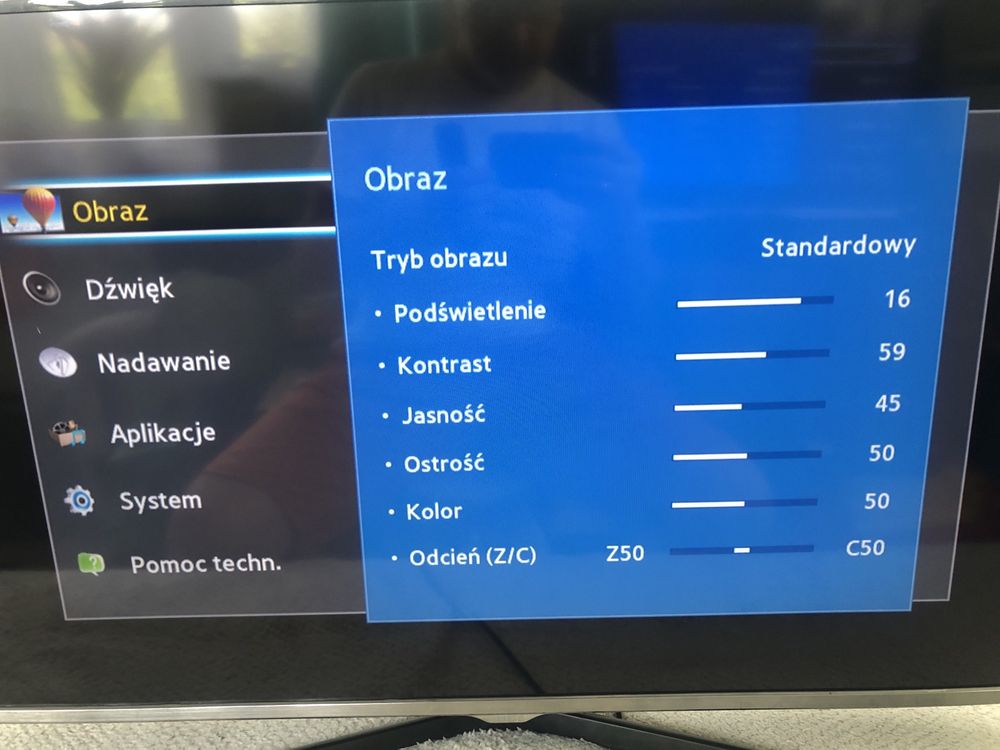 Obraz
Dźwięk
Nadawanie
Aplikacje
System
Pomoc techn.
Obraz
Tryb obrazu Standardowy
· Podświetlenie 16
· Kontrast 59
· Jasność 45
· Ostrość 50
· Kolor 50
· Odcień (Z/C) Z50 C50